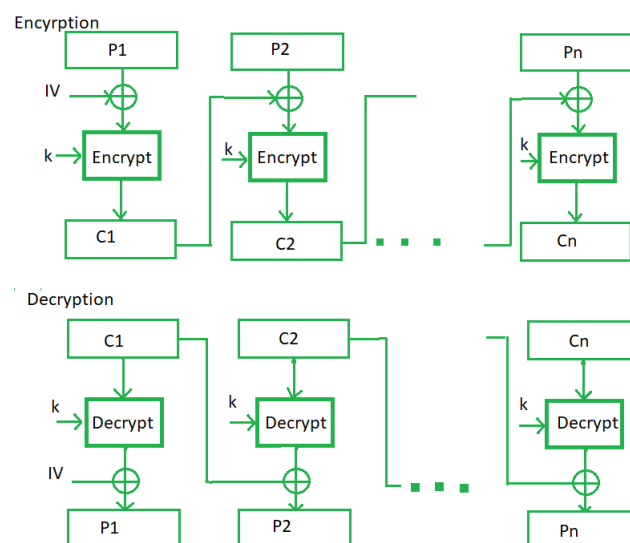 Encyrption
P1
P2
Pn
IV
k
Encrypt
k
Encrypt
k
Encrypt
C1
C2
Cn
Decryption
C1
C2
Cn
k
Decrypt
k
Decrypt
k
Decrypt
IV
P1
P2
Pn